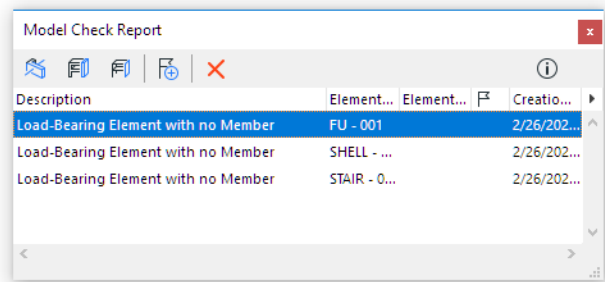 Model Check Report
x
Description Element... Element... Creatio...
Load-Bearing Element with no Member FU - 001 2/26/202...
Load-Bearing Element with no Member SHELL - ... 2/26/202...
Load-Bearing Element with no Member STAIR - 0... 2/26/202...